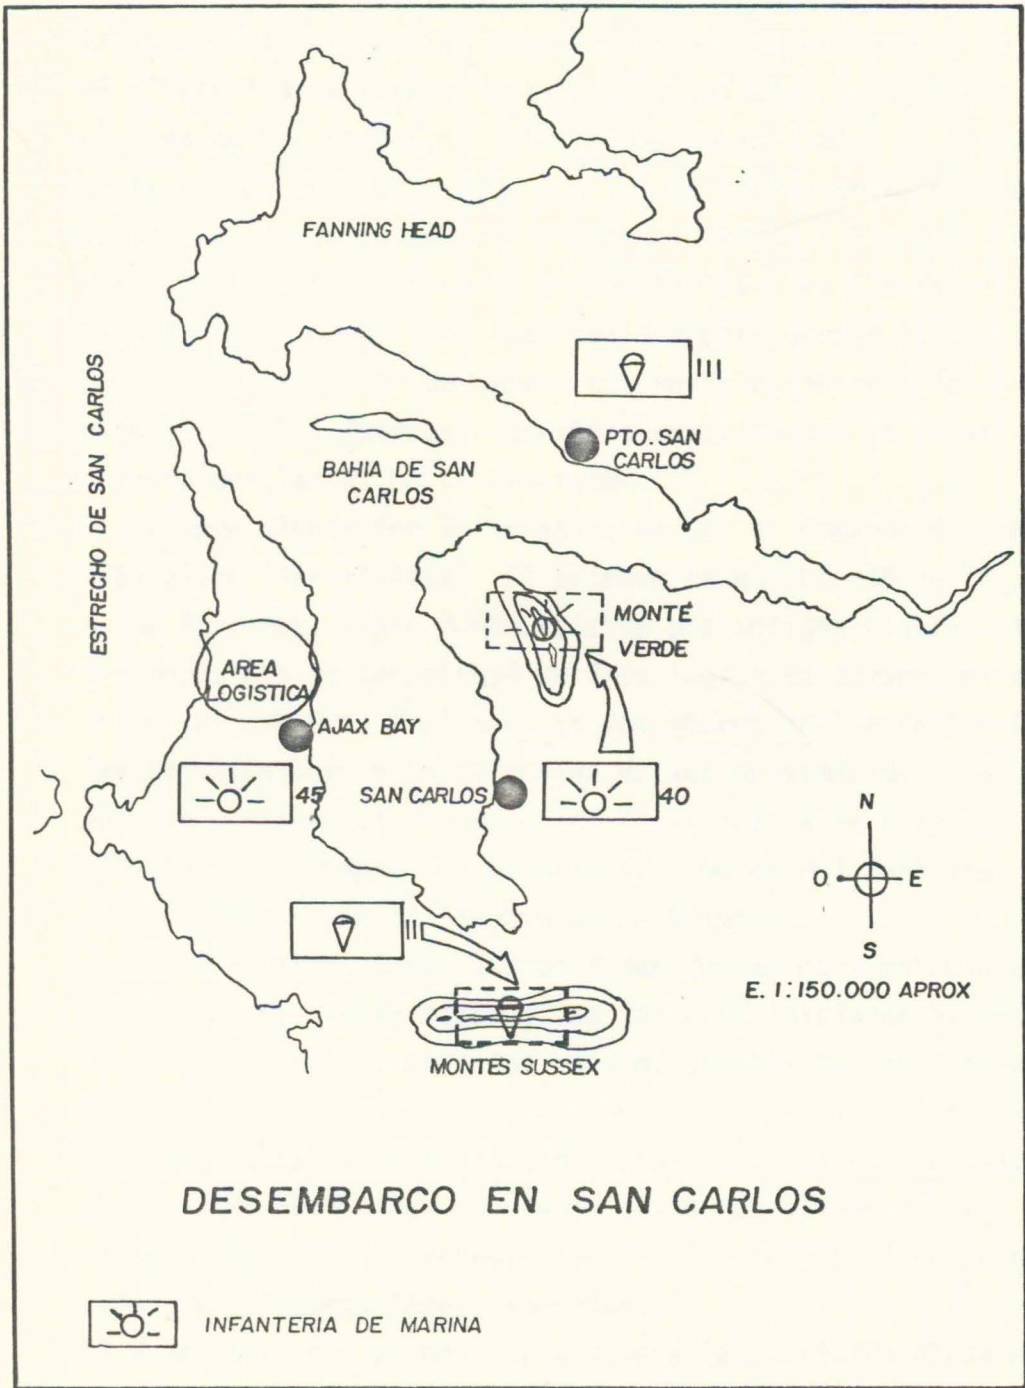 FANNING HEAD
ESTRECHO DE SAN CARLOS
III
PTO. SAN
CARLOS
BAHIA DE SAN
CARLOS
MONTE
VERDE
AREA
LOGISTICA
AJAX BAY
45
SAN CARLOS
40
N
O
E
S
II
E. 1:150.000 APROX
MONTES SUSSEX
DESEMBARCO EN SAN CARLOS
INFANTERIA DE MARINA